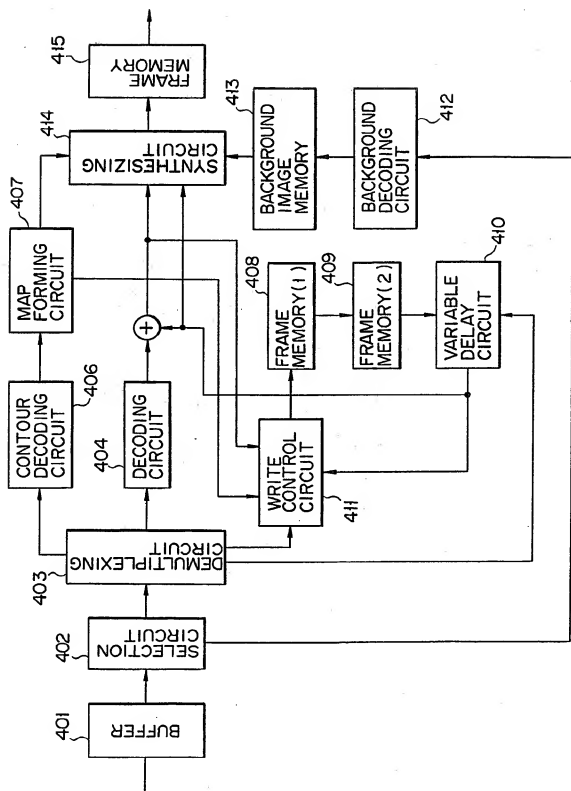 401
BUFFER
402
SELECTION
CIRCUIT
403
DEMULTIPLEXING
CIRCUIT
406
CONTOUR
DECODING
CIRCUIT
404
DECODING
CIRCUIT
407
MAP
FORMING
CIRCUIT
+
WRITE
CONTROL
CIRCUIT
411
408
FRAME
MEMORY(1)
409
FRAME
MEMORY(2)
VARIABLE
DELAY
CIRCUIT
410
414
SYNTHESIZING
CIRCUIT
413
BACKGROUND
IMAGE
MEMORY
BACKGROUND
DECODING
CIRCUIT
412
415
FRAME
MEMORY